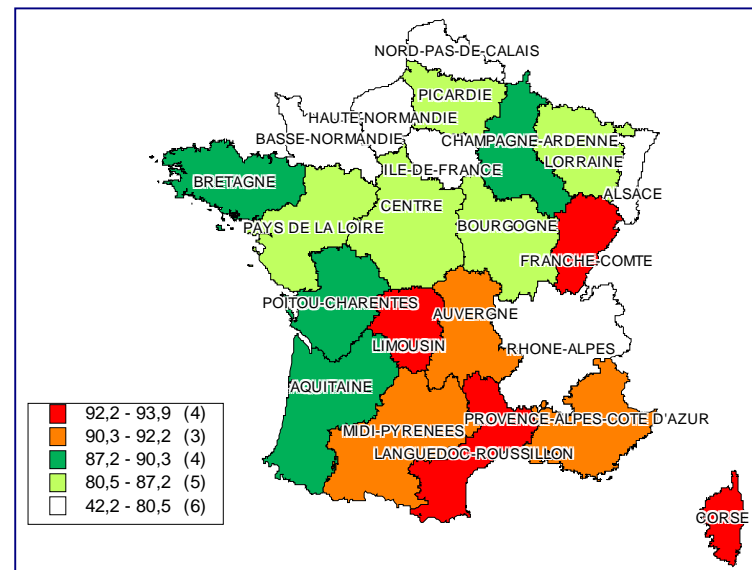 NORD-PAS-DE-CALAIS
PICARDIE
HAUTE-NORMANDIE
BASSE-NORMANDIE
CHAMPAGNE-ARDENNE
LORRAINE
ILE-DE-FRANCE
ALSACE
BRETAGNE
CENTRE
PAYS DE LA LOIRE
BOURGOGNE
FRANCHE-COMTE
POITOU-CHARENTES
AUVERGNE
LIMOUSIN
RHONE-ALPES
AQUITAINE
PROVENCE-ALPES-COTE D'AZUR
MIDI-PYRENEES
LANGUEDOC-ROUSSILLON
CORSE
92,2 - 93,9 (4)
90,3 - 92,2 (3)
87,2 - 90,3 (4)
80,5 - 87,2 (5)
42,2 - 80,5 (6)